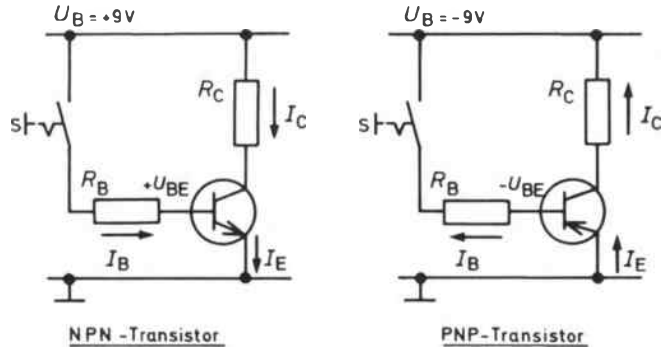 U_B = +9V
R_C
I_C
S
R_B
+U_BE
I_B
I_E
NPN-Transistor
U_B = -9V
R_C
I_C
S
R_B
-U_BE
I_B
I_E
PNP-Transistor